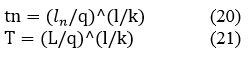 tn = (lₙ/q)^(l/k) (20)
T = (L/q)^(l/k) (21)